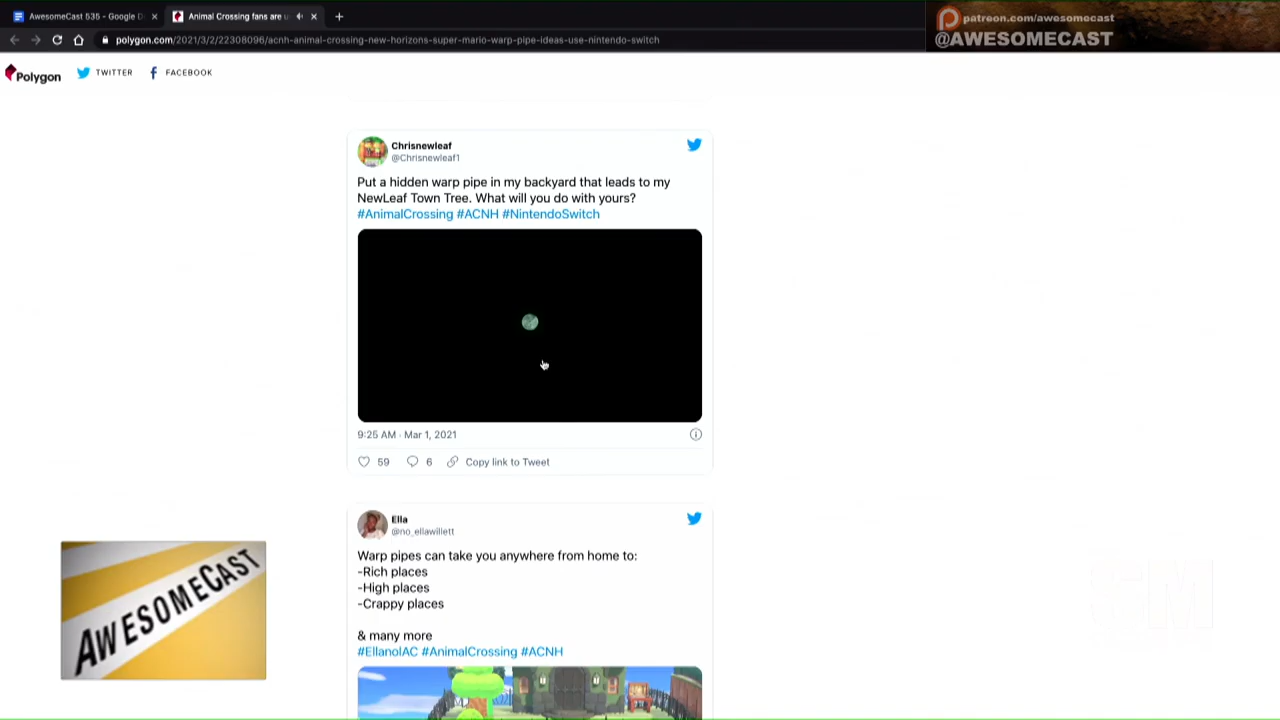 AwesomeCast 535 - Google D
Animal Crossing fans are u
patreon.com/awesomecast
@AWESOMECAST
polygon.com/2021/3/2/22308096/acnh-animal-crossing-new-horizons-super-mario-warp-pipe-ideas-use-nintendo-switch
Polygon
TWITTER
FACEBOOK
Chrisnewleaf
@Chrisnewleaf1
Put a hidden warp pipe in my backyard that leads to my
NewLeaf Town Tree. What will you do with yours?
#AnimalCrossing #ACNH #NintendoSwitch
9:25 AM · Mar 1, 2021
59 6 Copy link to Tweet
Ella
@no_ellawillett
Warp pipes can take you anywhere from home to:
-Rich places
-High places
-Crappy places
& many more
#EllanolAC #AnimalCrossing #ACNH
AWESOMECAST